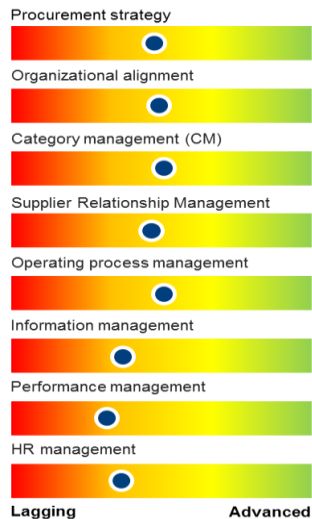 Procurement strategy
Organizational alignment
Category management (CM)
Supplier Relationship Management
Operating process management
Information management
Performance management
HR management
Lagging Advanced